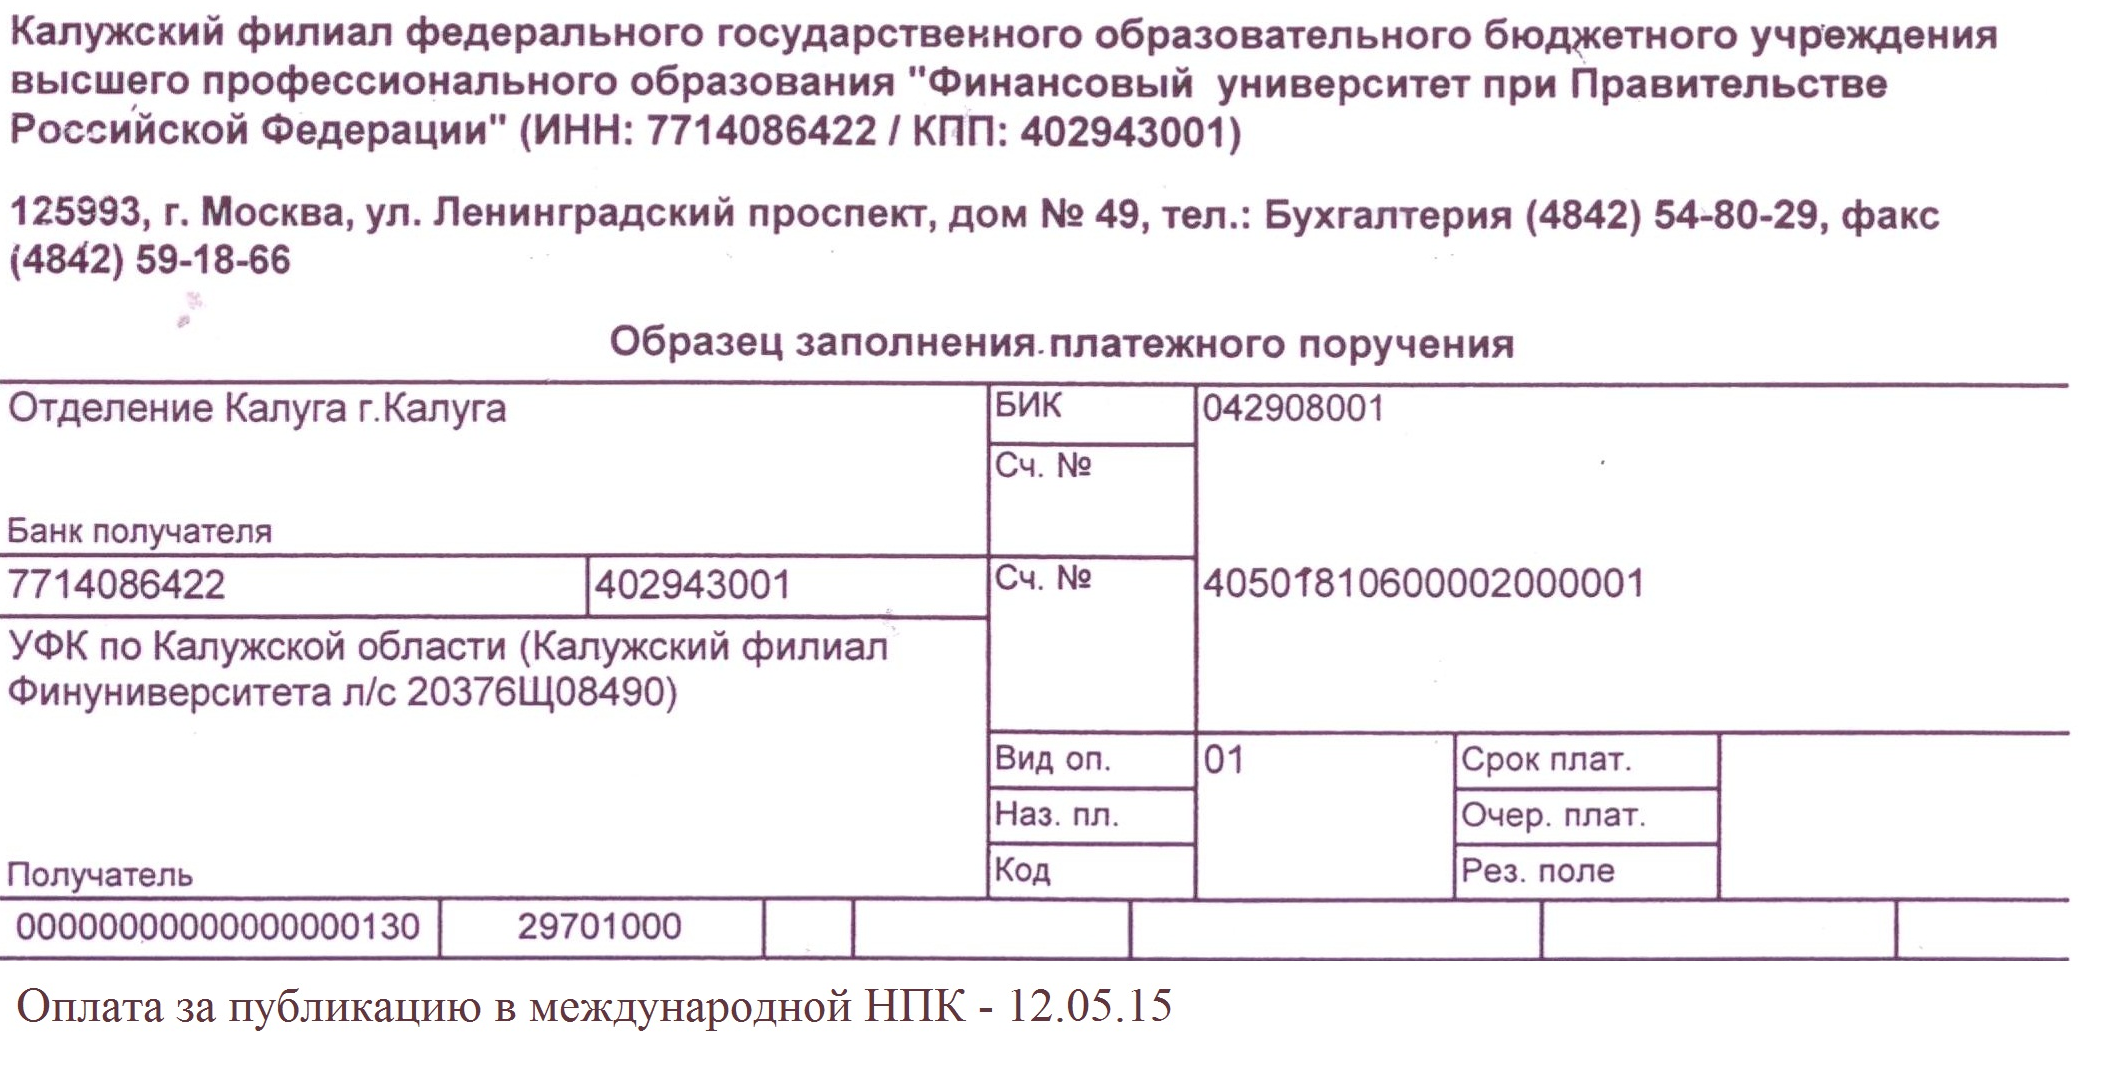 Калужский филиал федерального государственного образовательного бюджетного учреждения
высшего профессионального образования "Финансовый университет при Правительстве
Российской Федерации" (ИНН: 7714086422 / КПП: 402943001)
125993, г. Москва, ул. Ленинградский проспект, дом № 49, тел.: Бухгалтерия (4842) 54-80-29, факс
(4842) 59-18-66
Образец заполнения платежного поручения
Отделение Калуга г.Калуга БИК 042908001
Сч. №
Банк получателя
7714086422 402943001 Сч. № 40501810600002000001
УФК по Калужской области (Калужский филиал
Финуниверситета л/с 20376Щ08490)
Вид оп. 01 Срок плат.
Наз. пл. Очер. плат.
Получатель Код Рез. поле
00000000000000000130 29701000
Оплата за публикацию в международной НПК - 12.05.15